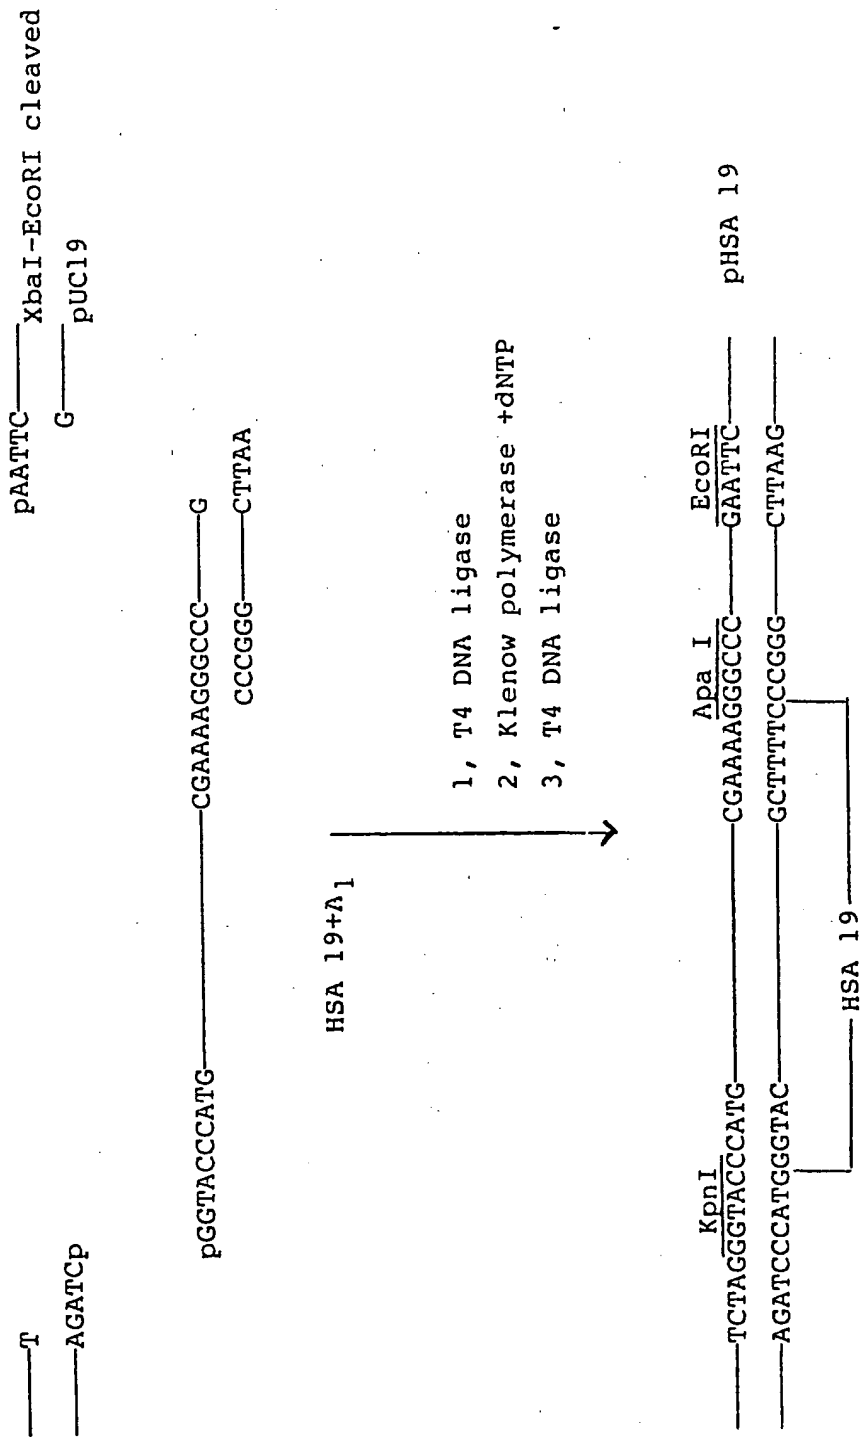 T
AGATCp
pAATTC
XbaI-EcoRI cleaved
G
pUC19
pGGTACCCATG
CGAAAAGGGCCC
G
CCCGGG
CTTAA
HSA 19+A1
1, T4 DNA ligase
2, Klenow polymerase +dNTP
3, T4 DNA ligase
KpnI
Apa I
EcoRI
TCTAGGGTACCCATG
CGAAAAGGGCCC
GAATTC
pHSA 19
AGATCCCATGGGTAC
GCTTTTCCCGGG
CTTAAG
HSA 19